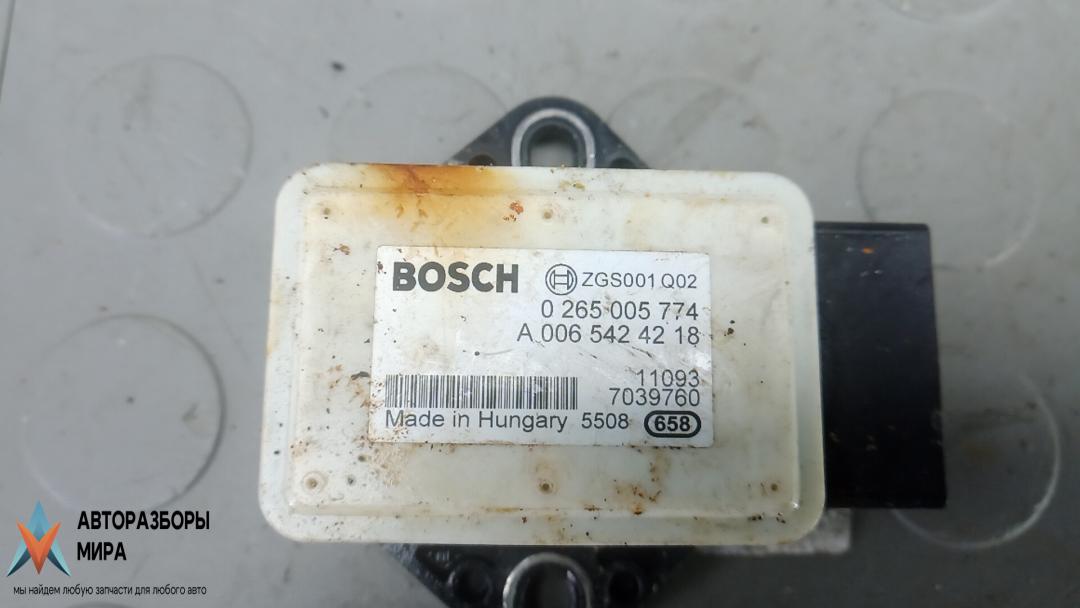 BOSCH ZGS001 Q02
0 265 005 774
A 006 542 42 18
11093
7039760
Made in Hungary 5508 658
АВТОРАЗБОРЫ
МИРА
мы найдем любую запчасти для любого авто